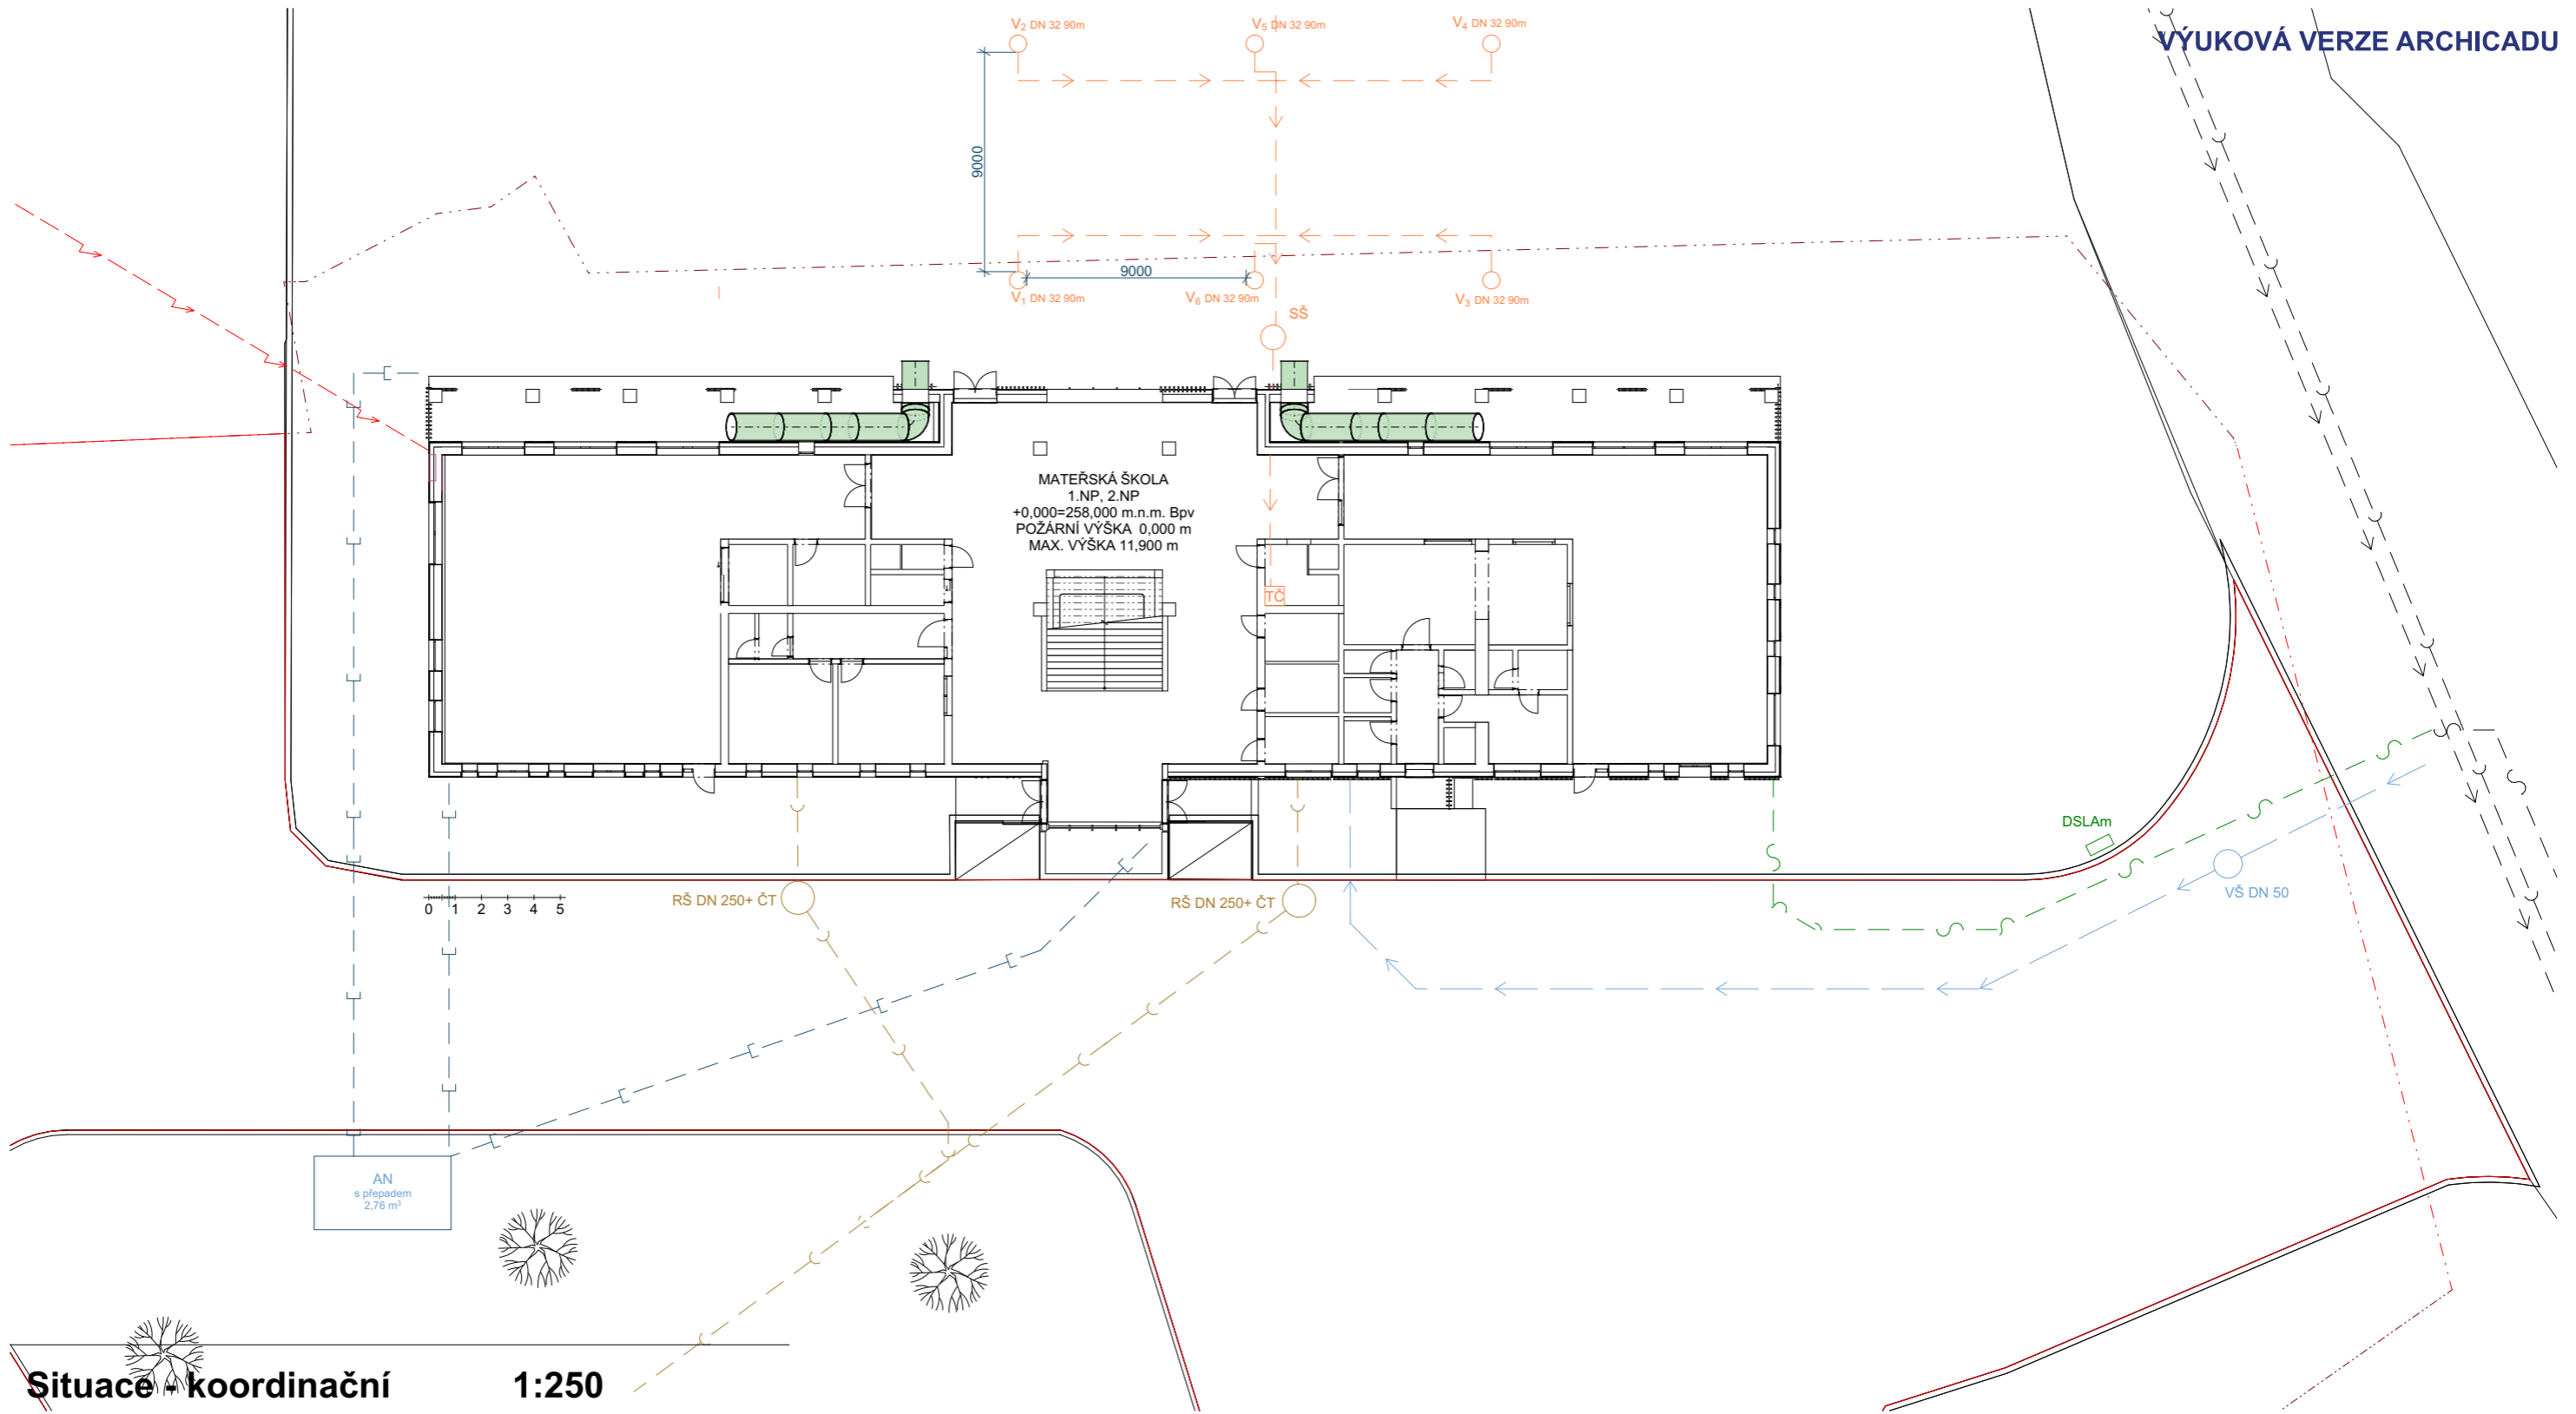 V₂ DN 32 90m
V₅ DN 32 90m
V₄ DN 32 90m
VÝUKOVÁ VERZE ARCHICADU
9000
9000
V₁ DN 32 90m
V₆ DN 32 90m
V₃ DN 32 90m
SŠ
MATEŘSKÁ ŠKOLA
1.NP, 2.NP
+0,000=258,000 m.n.m. Bpv
POŽÁRNÍ VÝŠKA 0,000 m
MAX. VÝŠKA 11,900 m
TČ
DSLAm
VŠ DN 50
RŠ DN 250+ ČT
RŠ DN 250+ ČT
0 1 2 3 4 5
AN
s přepadem
2,76 m³
Situace - koordinační 1:250